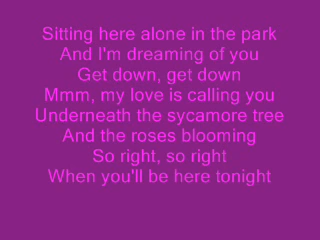 Sitting here alone in the park
And I'm dreaming of you
Get down, get down
Mmm, my love is calling you
Underneath the sycamore tree
And the roses blooming
So right, so right
When you'll be here tonight